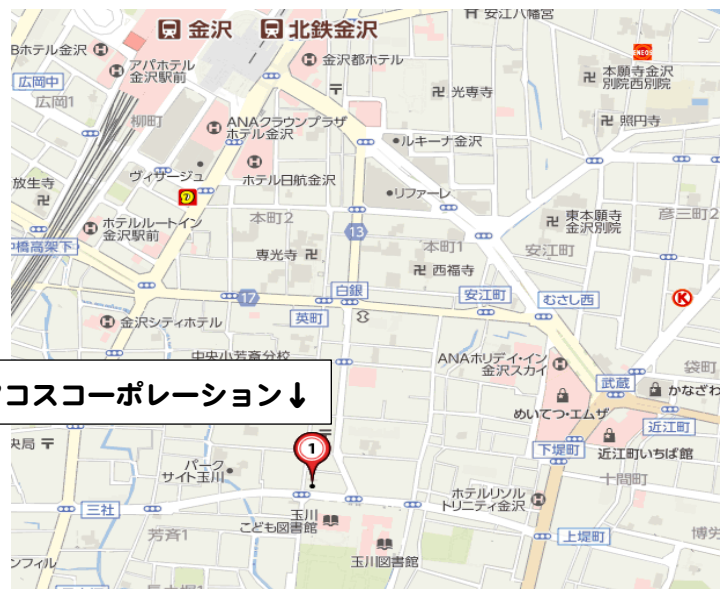 金沢
北鉄金沢
安江八幡宮
Bホテル金沢
アパホテル
金沢駅前
金沢都ホテル
ENEOS
本願寺金沢
別院西別院
広岡中
広岡1
光専寺
柳町
ANAクラウンプラザ
ホテル金沢
照円寺
ルキーナ金沢
ヴィサージュ
ホテル日航金沢
放生寺
リファーレ
ホテルルートイン
金沢駅前
本町2
13
東本願寺
金沢別院
彦三町2
中橋高架下
専光寺
本町1
安江町
西福寺
17
白銀
安江町
むさし西
K
金沢シティホテル
英町
中央小芳斎分校
ANAホリデイ・イン
金沢スカイ
袋町
コスコーポレーション↓
武蔵
かなざわ
めいてつ・エムザ
近江町
央局
1
下堤町
近江町いちば館
パーク
サイト玉川
十間町
ホテルリソル
トリニティ金沢
三社
玉川
こども図書館
芳斉1
上堤町
博労
ンフィル
玉川図書館